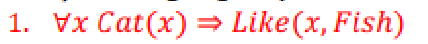 1. ∀x Cat(x) ⇒ Like(x, Fish)